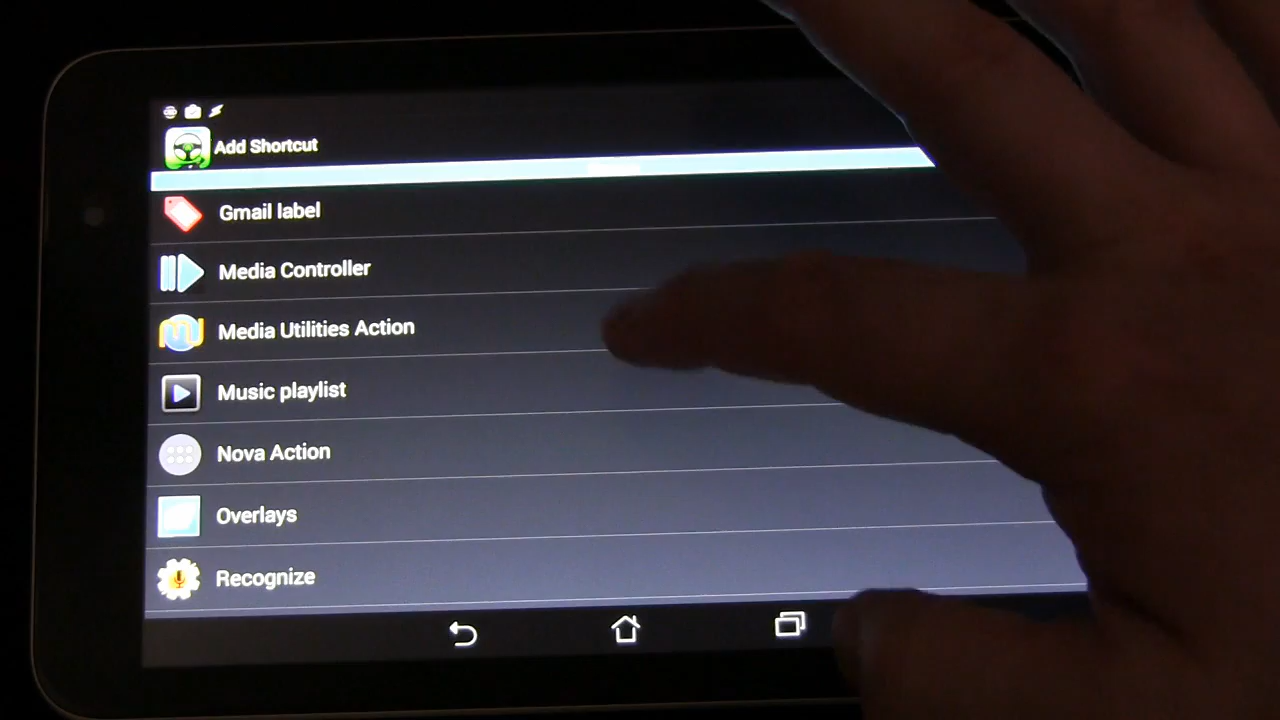 Add Shortcut
Gmail label
Media Controller
Media Utilities Action
Music playlist
Nova Action
Overlays
Recognize